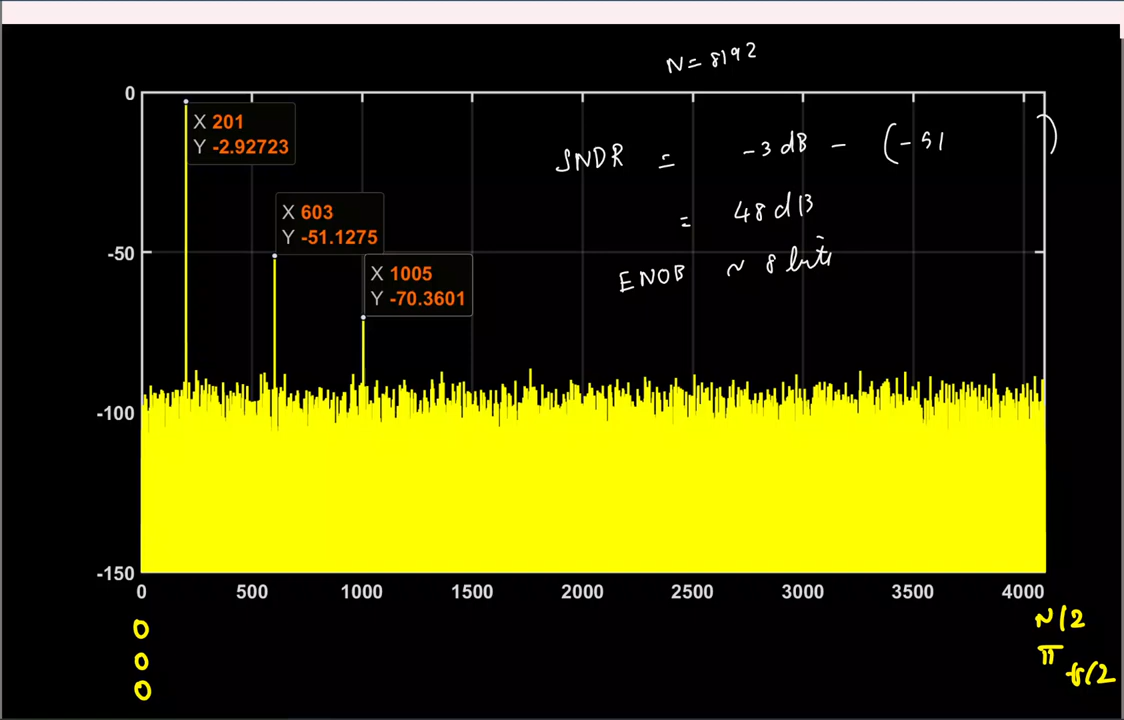 N = 8192
0
X 201
Y -2.92723
SNDR = -3 dB - (-51 )
X 603
Y -51.1275
= 48 dB
-50
X 1005
Y -70.3601
ENOB ~ 8 bits
-100
-150
0 500 1000 1500 2000 2500 3000 3500 4000
0 N/2
0 π
0 fs/2